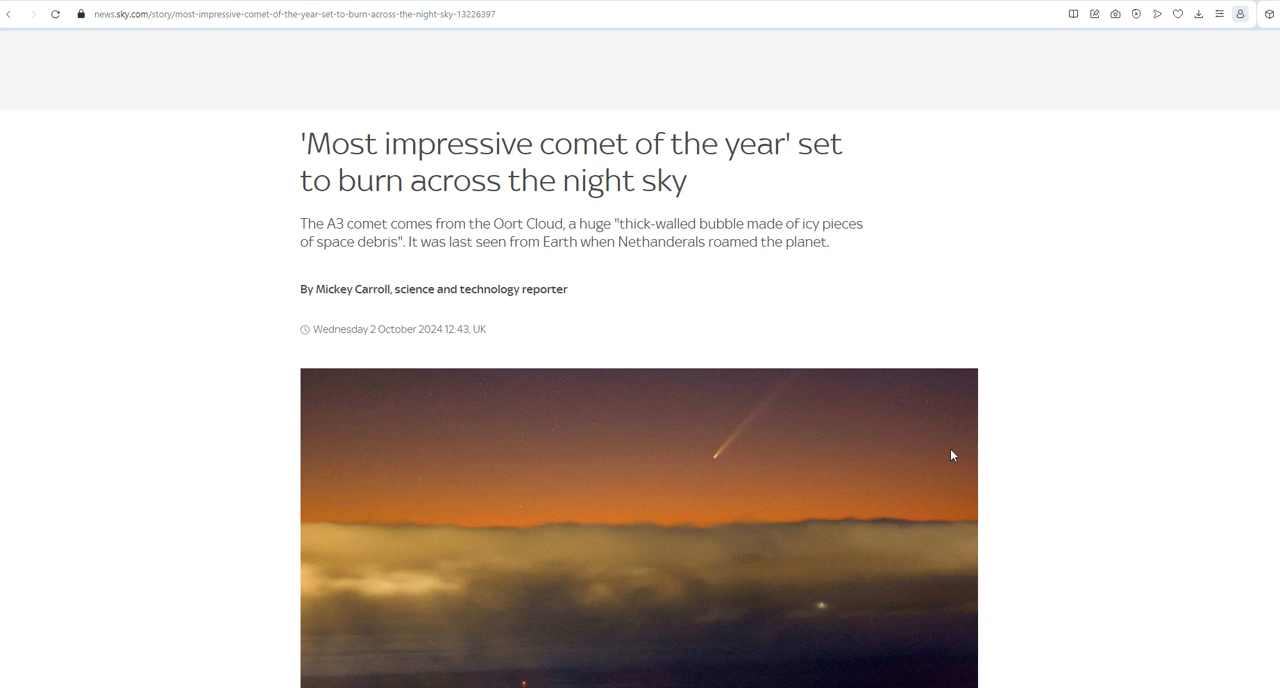 news.sky.com/story/most-impressive-comet-of-the-year-set-to-burn-across-the-night-sky-13226397
'Most impressive comet of the year' set
to burn across the night sky
The A3 comet comes from the Oort Cloud, a huge "thick-walled bubble made of icy pieces
of space debris". It was last seen from Earth when Nethanderals roamed the planet.
By Mickey Carroll, science and technology reporter
Wednesday 2 October 2024 12:43, UK